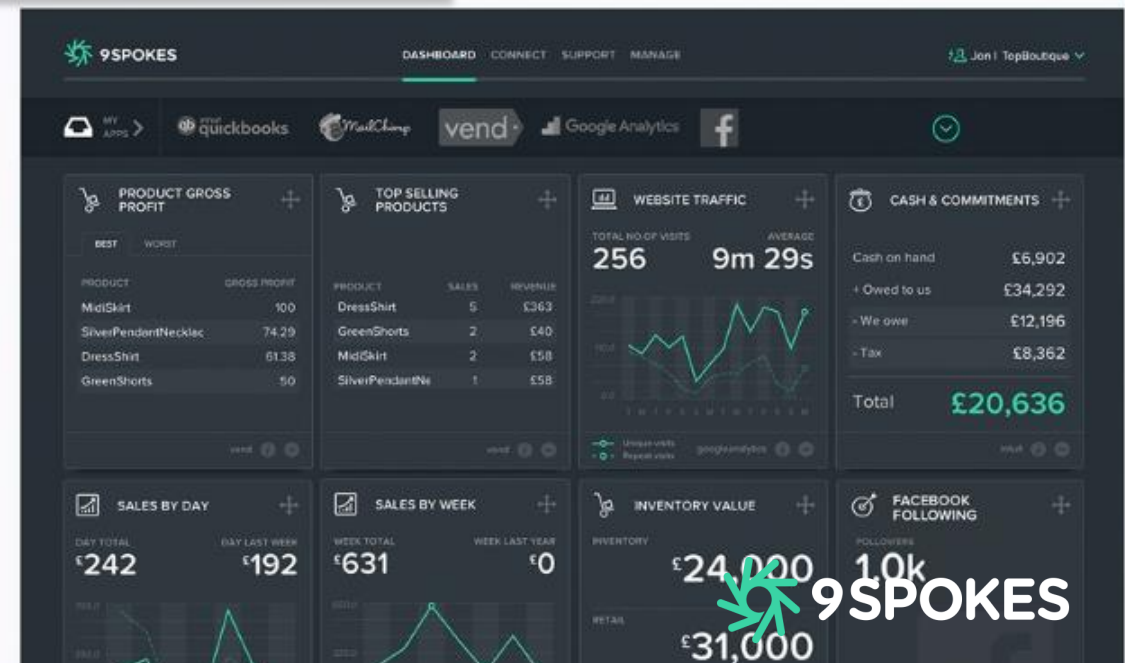 9SPOKES
DASHBOARD CONNECT SUPPORT MANAGE
Jon | TopBoutique
MY APPS
quickbooks
MailChimp
vend
Google Analytics
f
PRODUCT GROSS
PROFIT
BEST WORST
PRODUCT GROSS PROFIT
MidiSkirt 100
SilverPendantNecklac 74.29
DressShirt 61.38
GreenShorts 50
vend
TOP SELLING
PRODUCTS
PRODUCT SALES REVENUE
DressShirt 5 £363
GreenShorts 2 £40
MidiSkirt 2 £58
SilverPendantNe 1 £58
vend
WEBSITE TRAFFIC
TOTAL NO OF VISITS AVERAGE
256 9m 29s
T W T F S S M T W T F S S M
Unique visits
Repeat visits
googleanalytics
CASH & COMMITMENTS
Cash on hand £6,902
+ Owed to us £34,292
- We owe £12,196
- Tax £8,362
Total £20,636
intuit
SALES BY DAY
DAY TOTAL DAY LAST WEEK
£242 £192
SALES BY WEEK
WEEK TOTAL WEEK LAST YEAR
£631 £0
INVENTORY VALUE
INVENTORY
£24,000
RETAIL
£31,000
FACEBOOK
FOLLOWING
FOLLOWERS
1.0k
9SPOKES